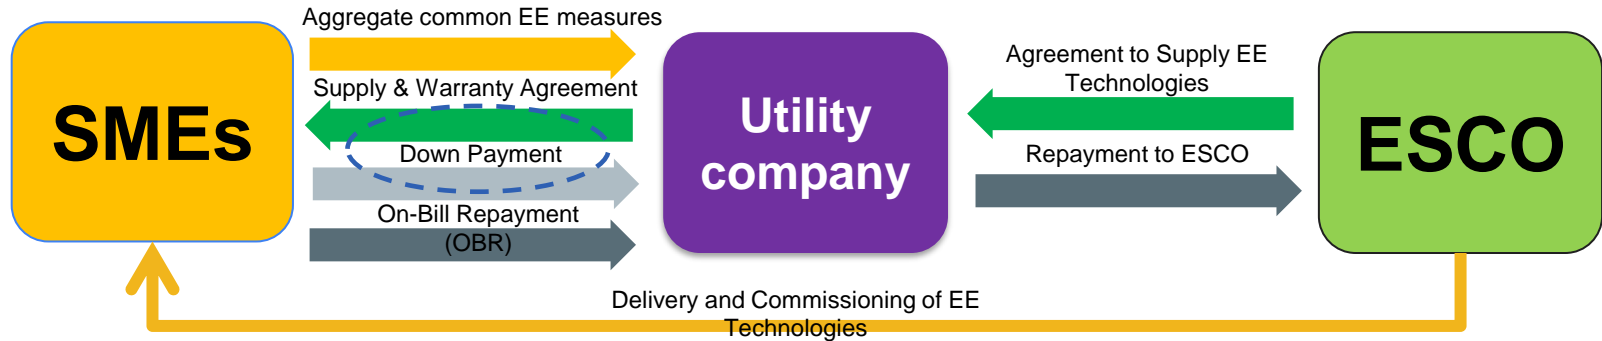 Aggregate common EE measures
SMEs
Supply & Warranty Agreement
Down Payment
On-Bill Repayment
(OBR)
Utility
company
Agreement to Supply EE
Technologies
Repayment to ESCO
ESCO
Delivery and Commissioning of EE
Technologies